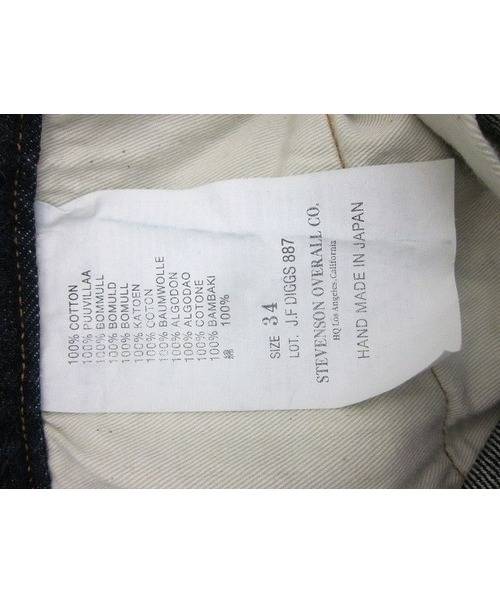 100% COTTON
100% PUUVILLAA
100% BOMMULL
100% BOMULD
100% BOMULL
100% KATOEN
100% COTON
100% BAUMWOLLE
100% ALGODON
100% ALGODAO
100% COTONE
100% BAMBAKI
綿 100%
SIZE 34
LOT. J.F DIGGS 887
STEVENSON OVERALL CO.
HQ Los Angeles, California
HAND MADE IN JAPAN